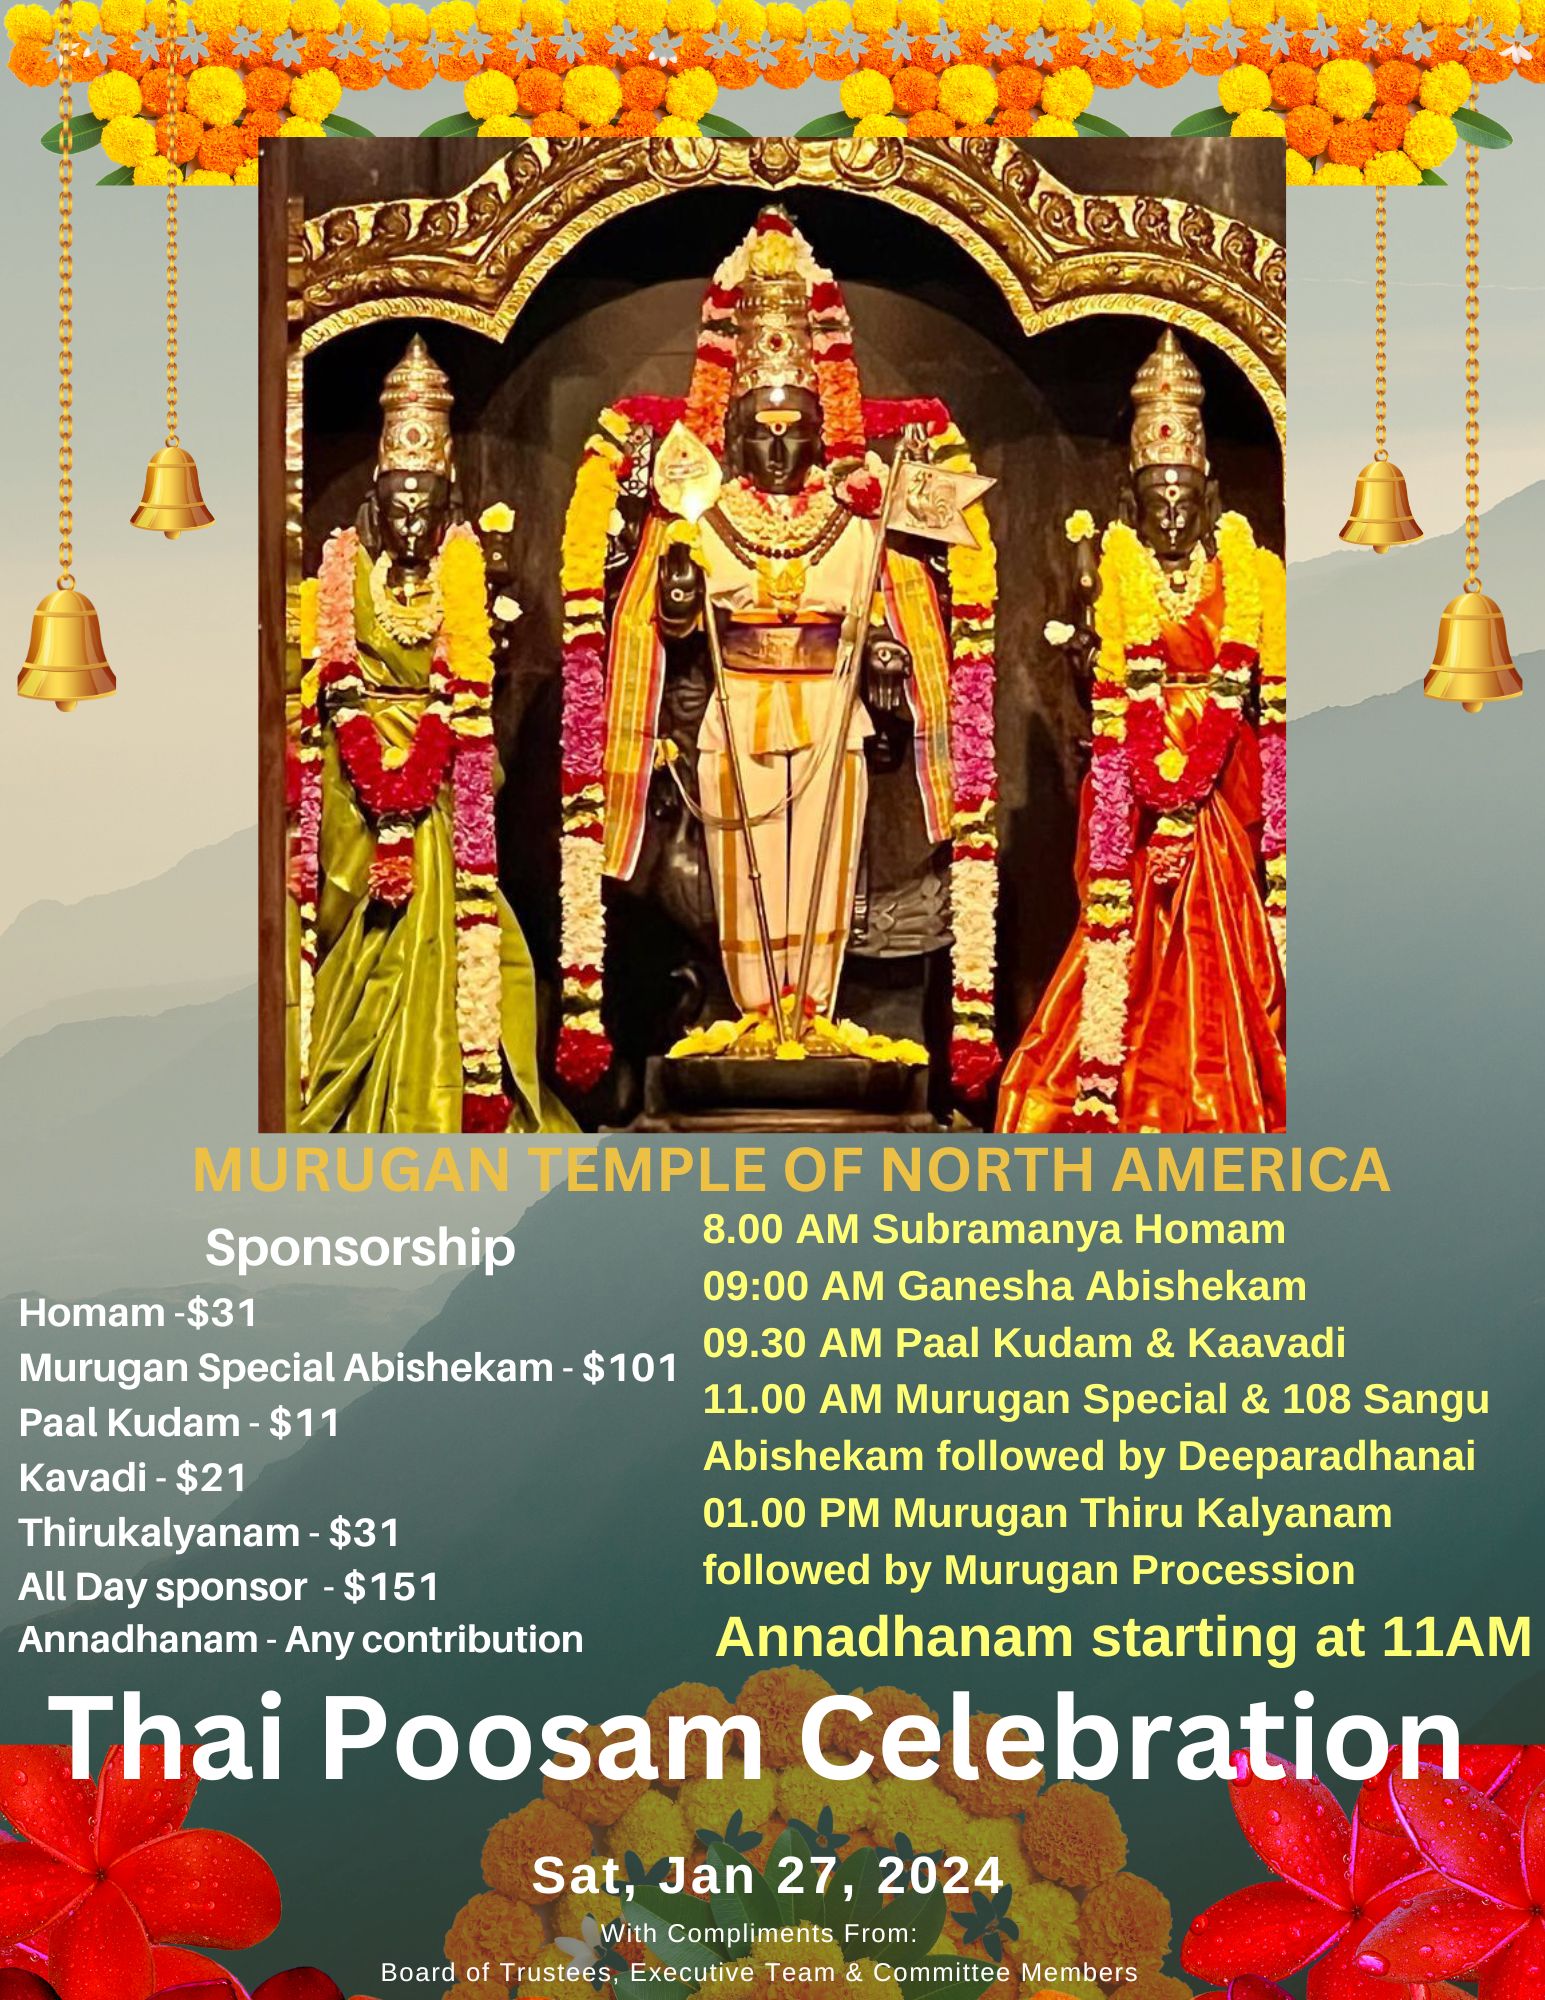 MURUGAN TEMPLE OF NORTH AMERICA
Sponsorship
Homam -$31
Murugan Special Abishekam - $101
Paal Kudam - $11
Kavadi - $21
Thirukalyanam - $31
All Day sponsor - $151
Annadhanam - Any contribution
8.00 AM Subramanya Homam
09:00 AM Ganesha Abishekam
09.30 AM Paal Kudam & Kaavadi
11.00 AM Murugan Special & 108 Sangu
Abishekam followed by Deeparadhanai
01.00 PM Murugan Thiru Kalyanam
followed by Murugan Procession
Annadhanam starting at 11AM
Thai Poosam Celebration
Sat, Jan 27, 2024
With Compliments From:
Board of Trustees, Executive Team & Committee Members